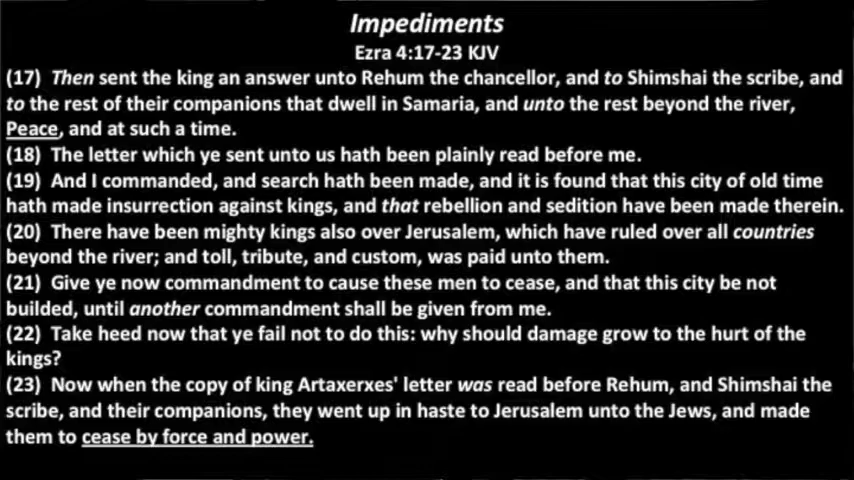 Impediments
Ezra 4:17-23 KJV
(17) Then sent the king an answer unto Rehum the chancellor, and to Shimshai the scribe, and
to the rest of their companions that dwell in Samaria, and unto the rest beyond the river,
Peace, and at such a time.
(18) The letter which ye sent unto us hath been plainly read before me.
(19) And I commanded, and search hath been made, and it is found that this city of old time
hath made insurrection against kings, and that rebellion and sedition have been made therein.
(20) There have been mighty kings also over Jerusalem, which have ruled over all countries
beyond the river; and toll, tribute, and custom, was paid unto them.
(21) Give ye now commandment to cause these men to cease, and that this city be not
builded, until another commandment shall be given from me.
(22) Take heed now that ye fail not to do this: why should damage grow to the hurt of the
kings?
(23) Now when the copy of king Artaxerxes' letter was read before Rehum, and Shimshai the
scribe, and their companions, they went up in haste to Jerusalem unto the Jews, and made
them to cease by force and power.